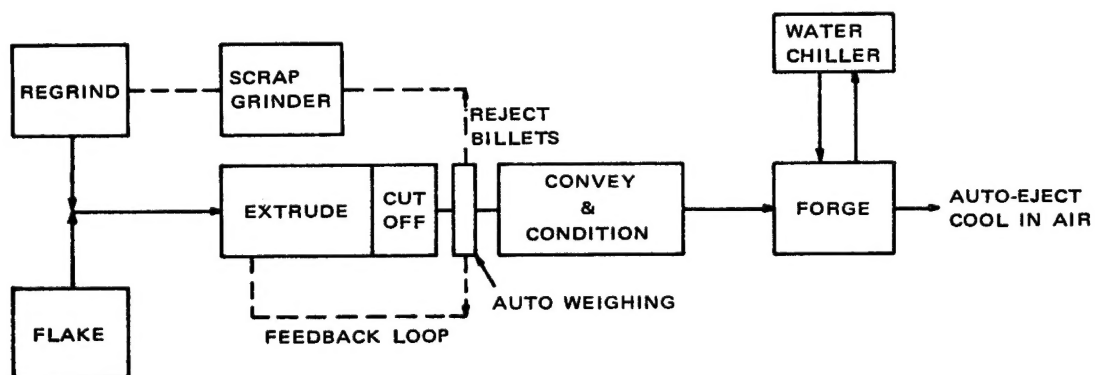 WATER
CHILLER
REGRIND
SCRAP
GRINDER
REJECT
BILLETS
EXTRUDE
CUT
OFF
CONVEY
&
CONDITION
FORGE
AUTO-EJECT
COOL IN AIR
AUTO WEIGHING
FEEDBACK LOOP
FLAKE